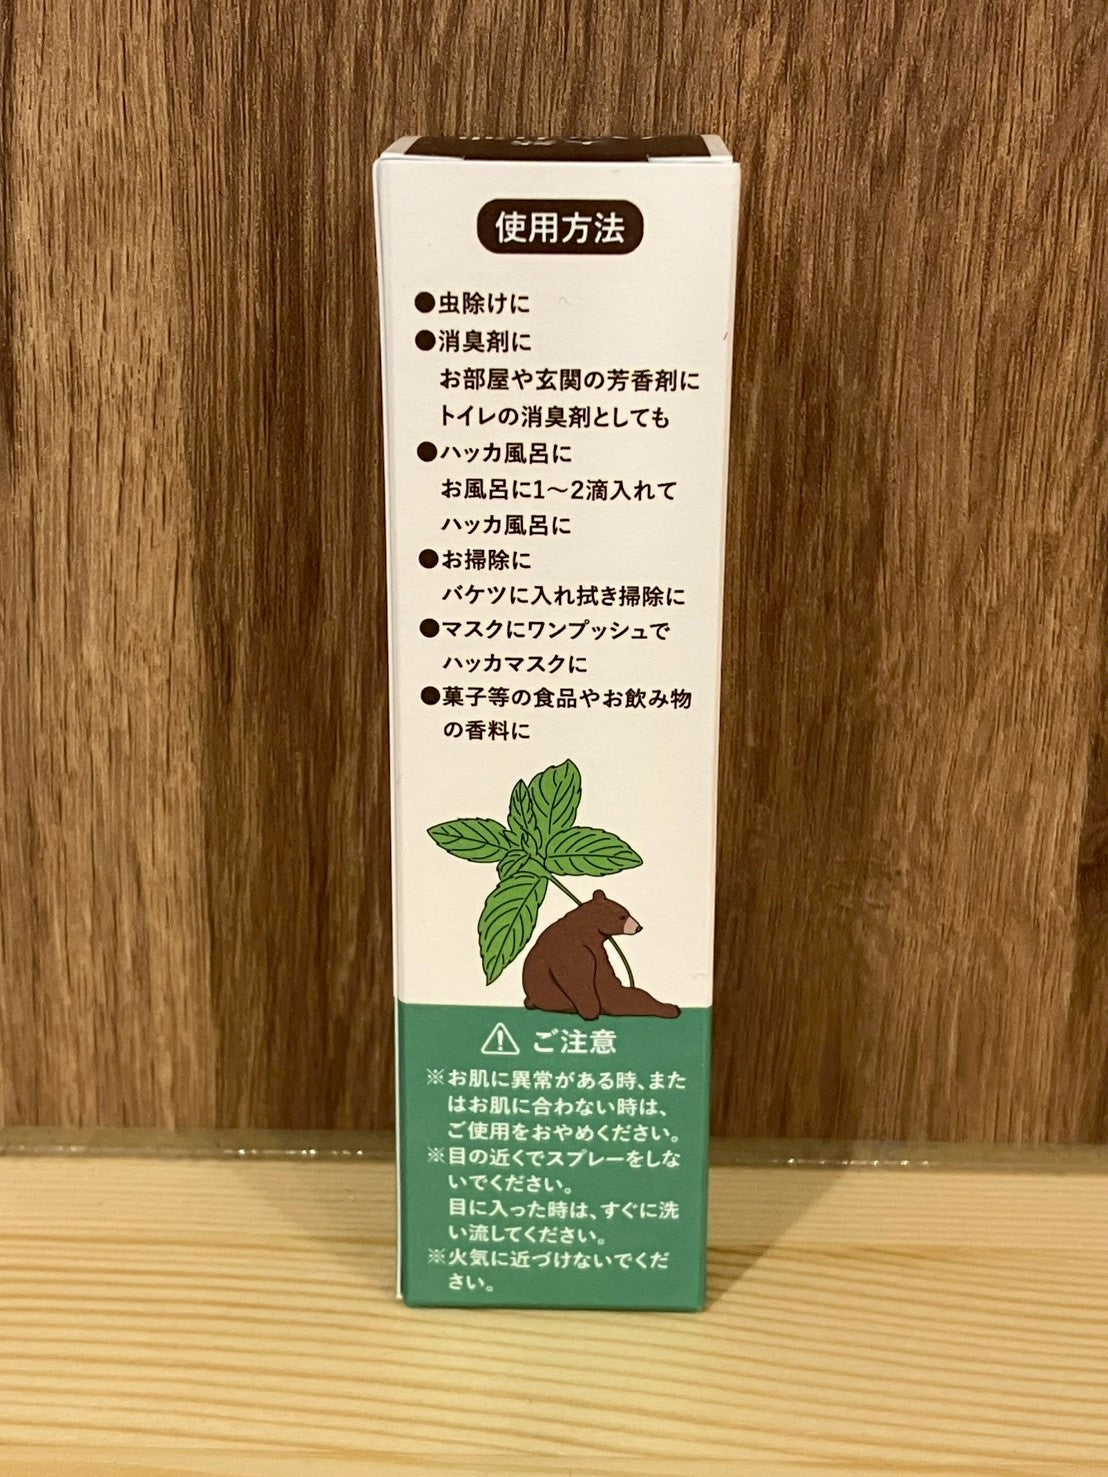 使用方法
●虫除けに
●消臭剤に
お部屋や玄関の芳香剤に
トイレの消臭剤としても
●ハッカ風呂に
お風呂に1〜2滴入れて
ハッカ風呂に
●お掃除に
バケツに入れ拭き掃除に
●マスクにワンプッシュで
ハッカマスクに
●菓子等の食品やお飲み物
の香料に
ご注意
※お肌に異常がある時、また
はお肌に合わない時は、
ご使用をおやめください。
※目の近くでスプレーをしな
いでください。
目に入った時は、すぐに洗
い流してください。
※火気に近づけないでくだ
さい。